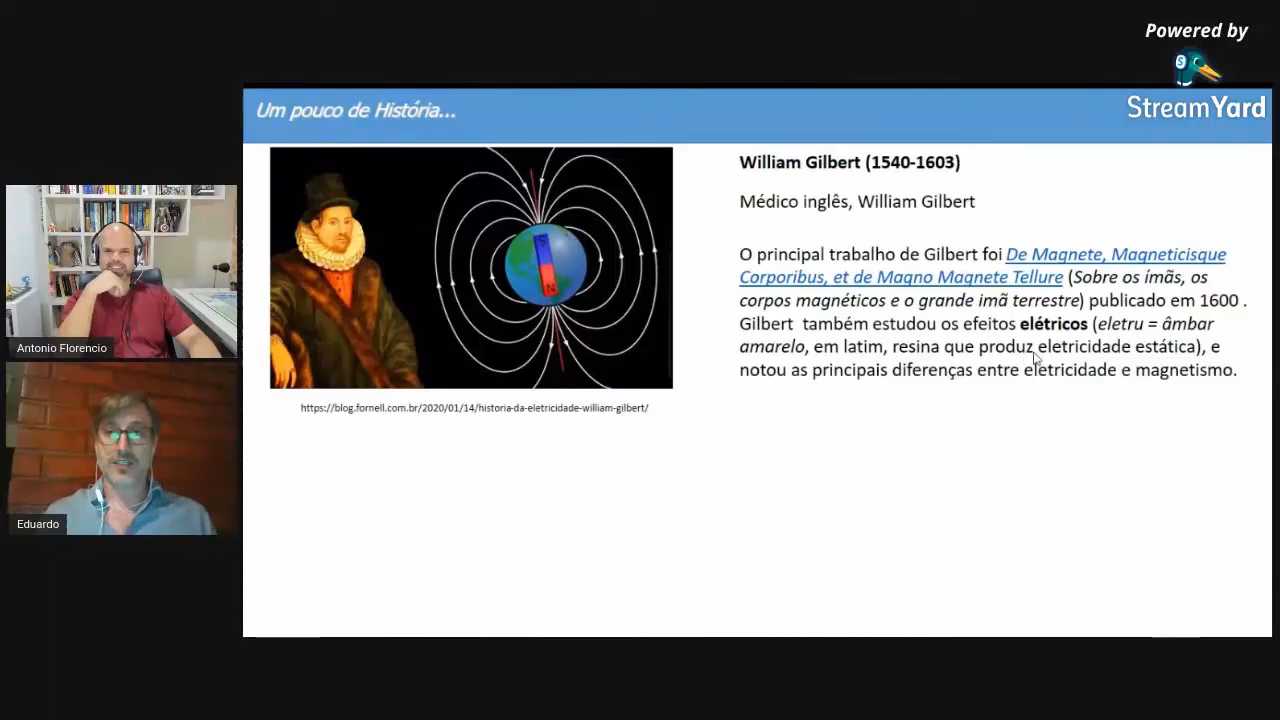 Powered by
StreamYard
Um pouco de História...
William Gilbert (1540-1603)
Médico inglês, William Gilbert
O principal trabalho de Gilbert foi De Magnete, Magneticisque
Corporibus, et de Magno Magnete Tellure (Sobre os ímãs, os
corpos magnéticos e o grande imã terrestre) publicado em 1600 .
Gilbert também estudou os efeitos elétricos (eletru = âmbar
amarelo, em latim, resina que produz eletricidade estática), e
notou as principais diferenças entre eletricidade e magnetismo.
S
N
https://blog.fornell.com.br/2020/01/14/historia-da-eletricidade-william-gilbert/
Antonio Florencio
Eduardo